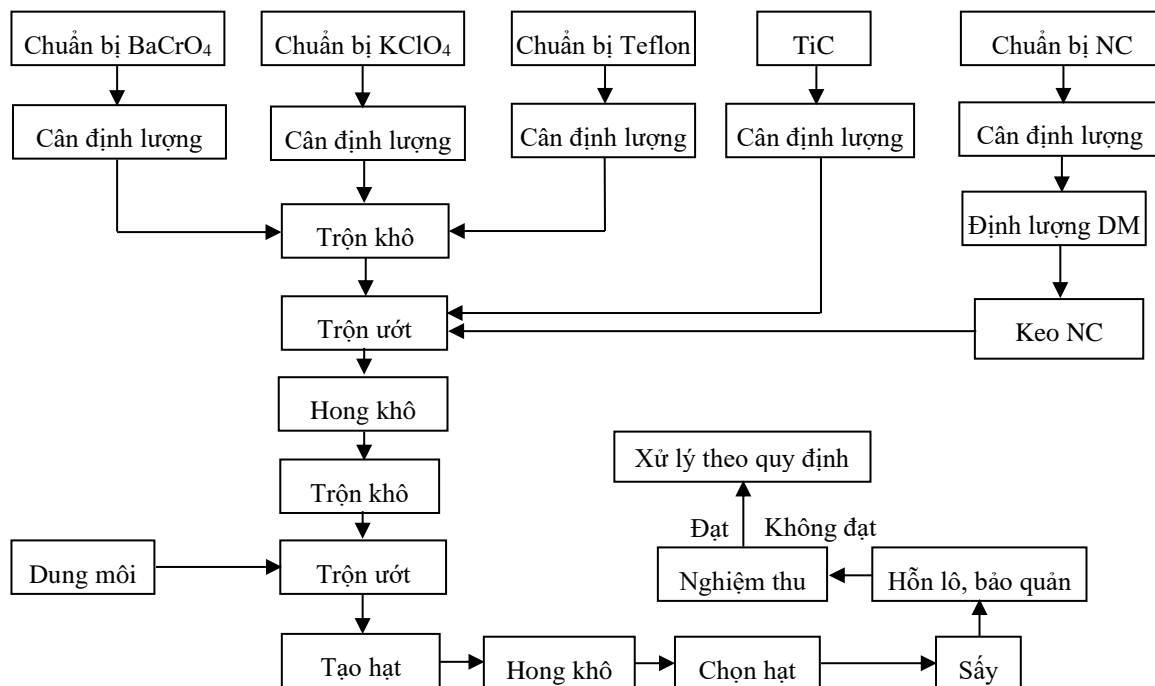 Chuẩn bị BaCrO₄
Chuẩn bị KClO₄
Chuẩn bị Teflon
TiC
Chuẩn bị NC
Cân định lượng
Cân định lượng
Cân định lượng
Cân định lượng
Cân định lượng
Trộn khô
Định lượng DM
Trộn ướt
Keo NC
Hong khô
Xử lý theo quy định
Trộn khô
Đạt
Không đạt
Dung môi
Trộn ướt
Nghiệm thu
Hỗn lô, bảo quản
Tạo hạt
Hong khô
Chọn hạt
Sấy